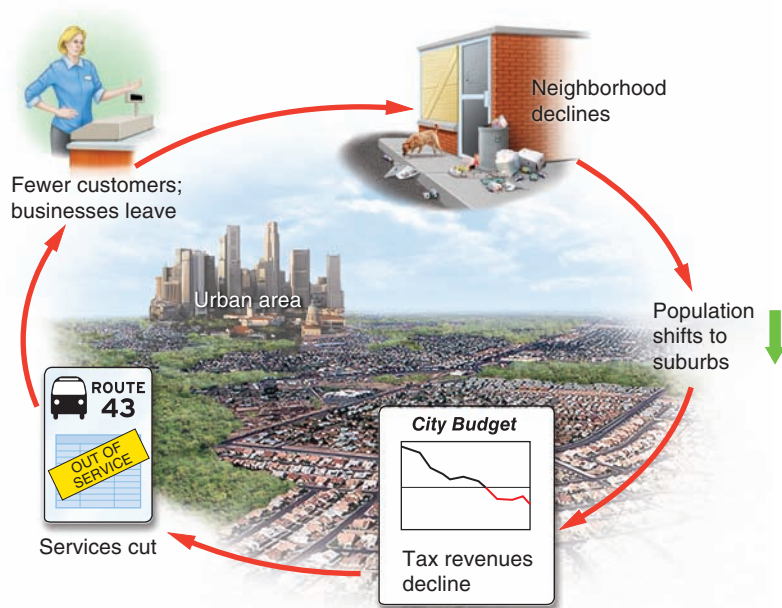 Neighborhood
declines
Fewer customers;
businesses leave
Urban area
Population
shifts to
suburbs
ROUTE
43
OUT OF
SERVICE
Services cut
City Budget
Tax revenues
decline